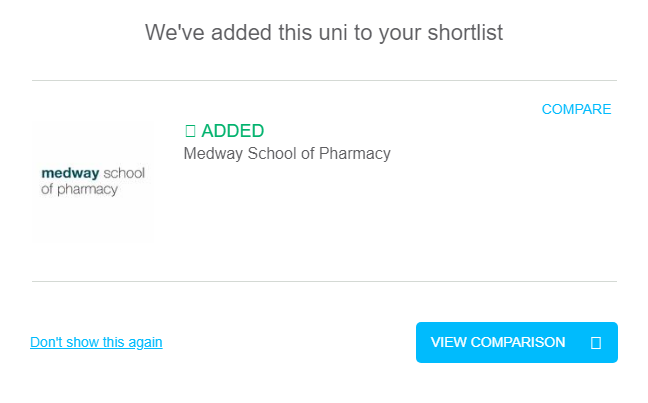 We've added this uni to your shortlist
COMPARE
ADDED
Medway School of Pharmacy
medway school
of pharmacy
Don't show this again
VIEW COMPARISON